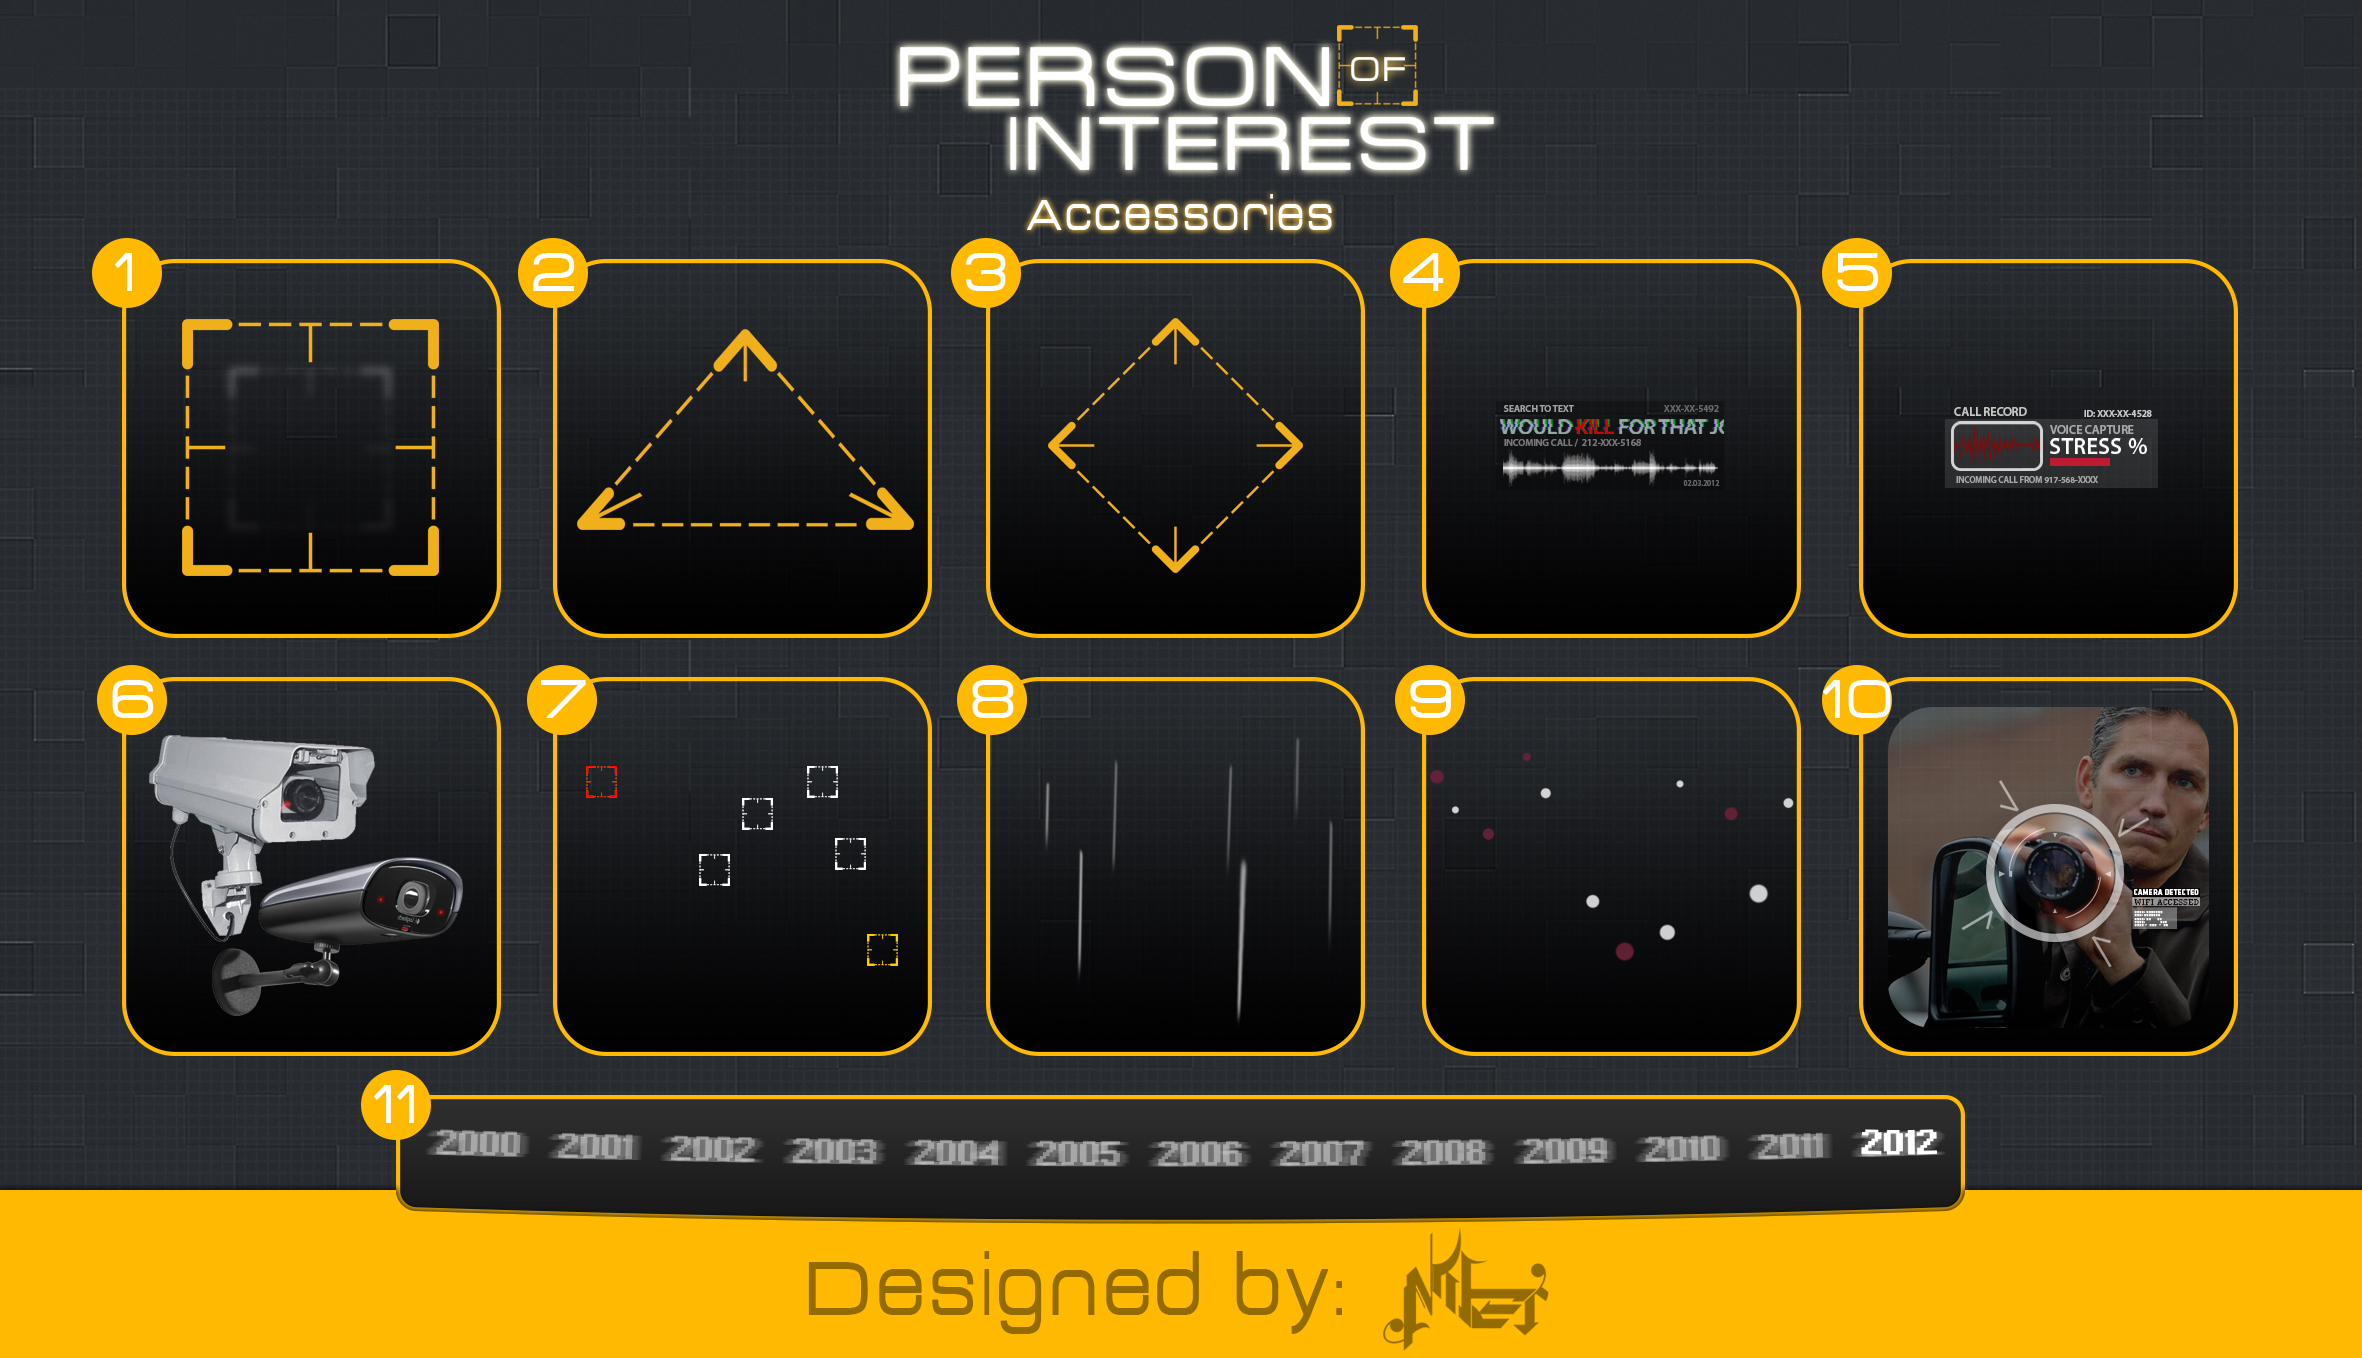 PERSON OF
INTEREST
Accessories
1
2
3
4
5
SEARCH TO TEXT XXX-XX-5492
WOULD KILL FOR THAT
INCOMING CALL / 212-XXX-5168
02.03.2012
CALL RECORD ID: XXX-XX-4528
VOICE CAPTURE
STRESS %
INCOMING CALL FROM 917-568-XXXX
6
7
8
9
10
CAMERA DETECTED
WIFI ACCESSED
11
2000 2001 2002 2003 2004 2005 2006 2007 2008 2009 2010 2011 2012
Designed by: